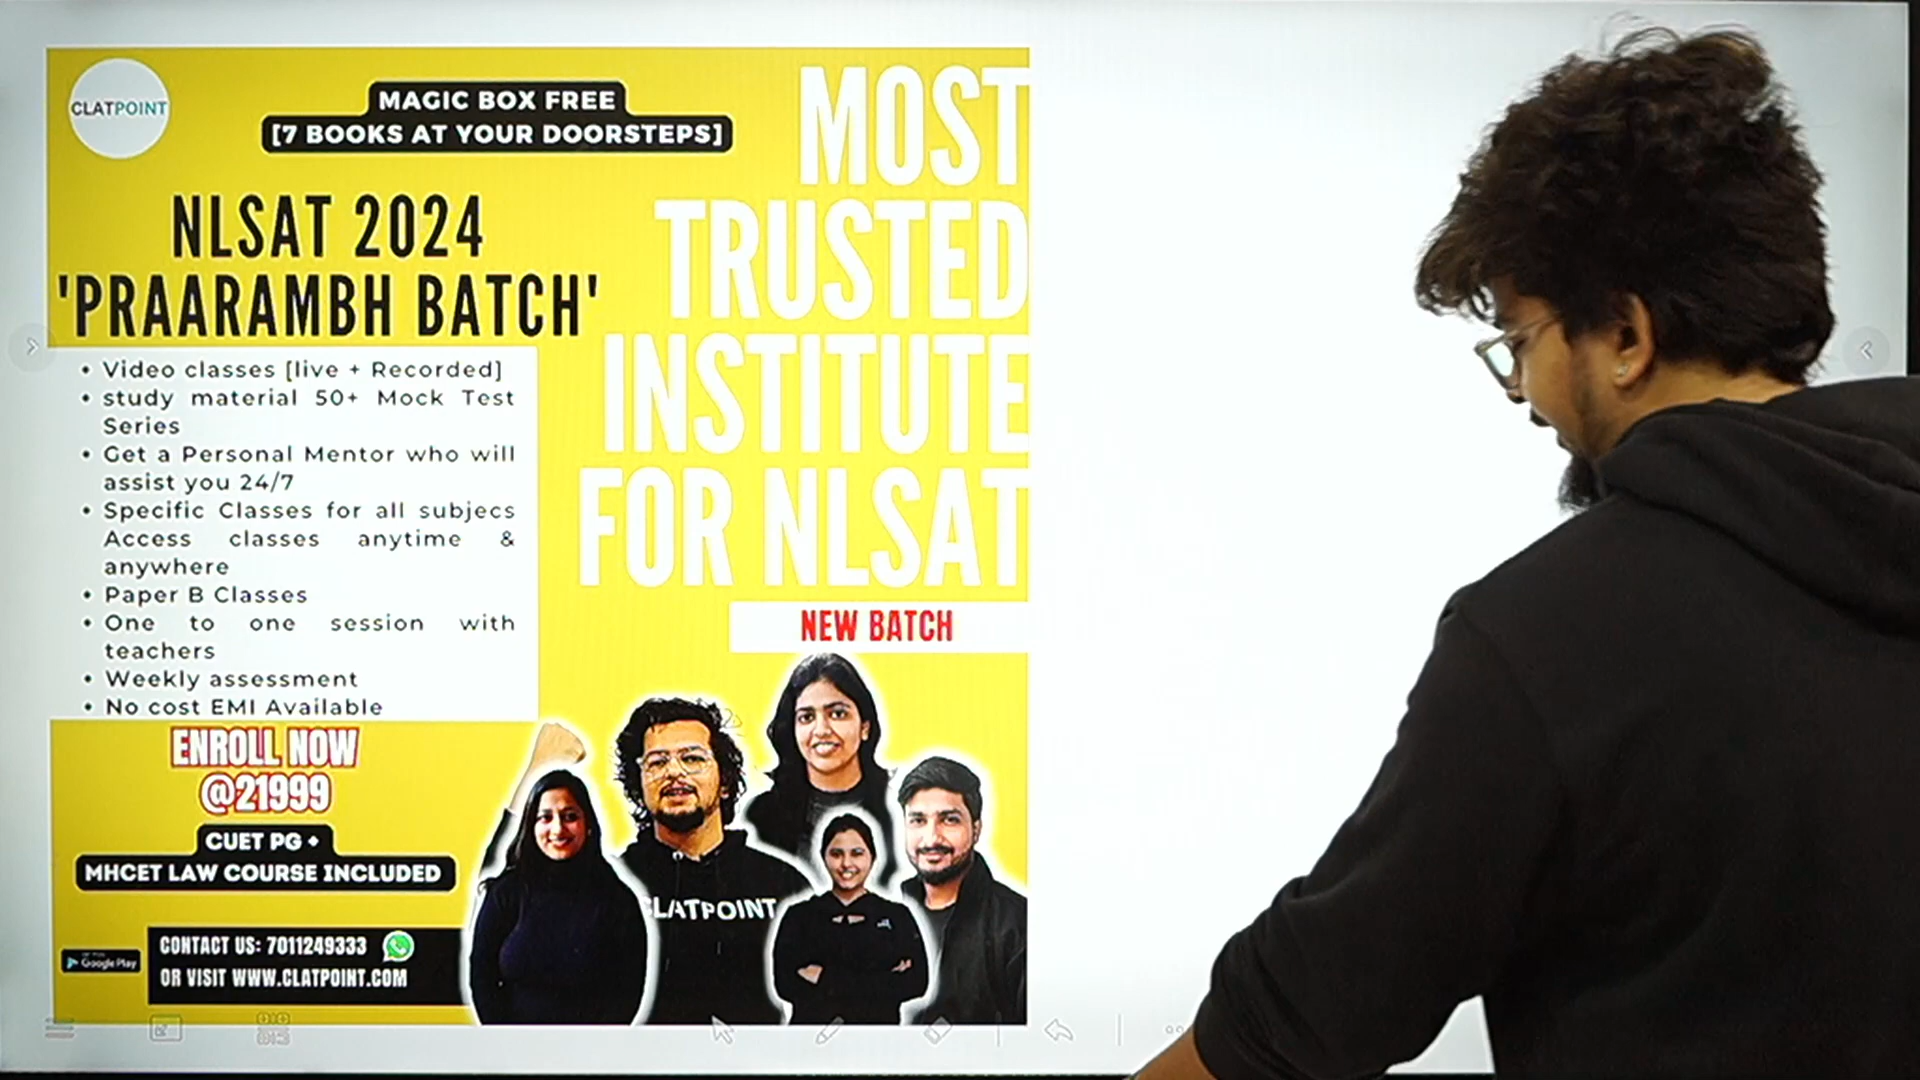 CLATPOINT
MAGIC BOX FREE
[7 BOOKS AT YOUR DOORSTEPS]
MOST
TRUSTED
INSTITUTE
FOR NLSAT
NLSAT 2024
'PRAARAMBH BATCH'
• Video classes [live + Recorded]
• study material 50+ Mock Test
Series
• Get a Personal Mentor who will
assist you 24/7
• Specific Classes for all subjecs
Access classes anytime &
anywhere
• Paper B Classes
• One to one session with
teachers
• Weekly assessment
• No cost EMI Available
NEW BATCH
ENROLL NOW
@21999
CUET PG +
MHCET LAW COURSE INCLUDED
CLATPOINT
CONTACT US: 7011249333
Google Play
OR VISIT WWW.CLATPOINT.COM